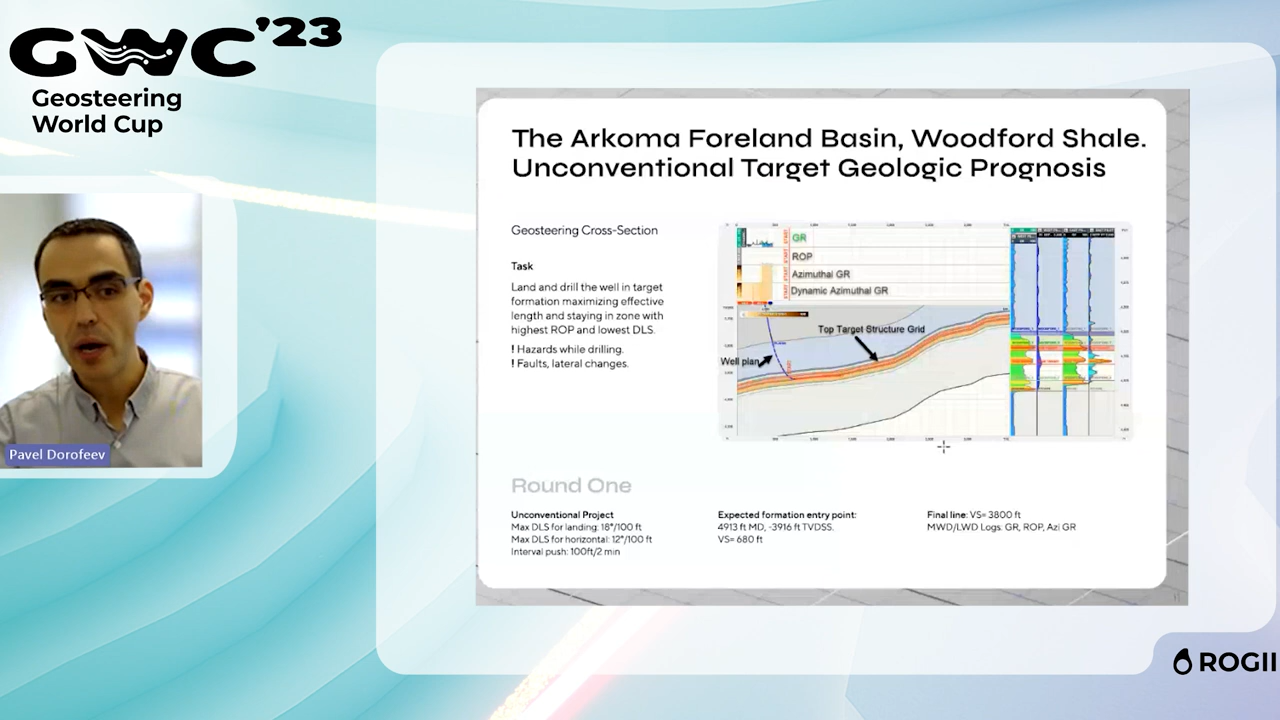 GWC'23
Geosteering
World Cup
The Arkoma Foreland Basin, Woodford Shale.
Unconventional Target Geologic Prognosis
Geosteering Cross-Section
Task
Land and drill the well in target
formation maximizing effective
length and staying in zone with
highest ROP and lowest DLS.
! Hazards while drilling.
! Faults, lateral changes.
GR
ROP
Azimuthal GR
Dynamic Azimuthal GR
Top Target Structure Grid
Well plan
Pavel Dorofeev
Round One
Unconventional Project
Max DLS for landing: 18°/100 ft
Max DLS for horizontal: 12°/100 ft
Interval push: 100ft/2 min
Expected formation entry point:
4913 ft MD, -3916 ft TVDSS.
VS= 680 ft
Final line: VS= 3800 ft
MWD/LWD Logs: GR, ROP, Azi GR
ROGII